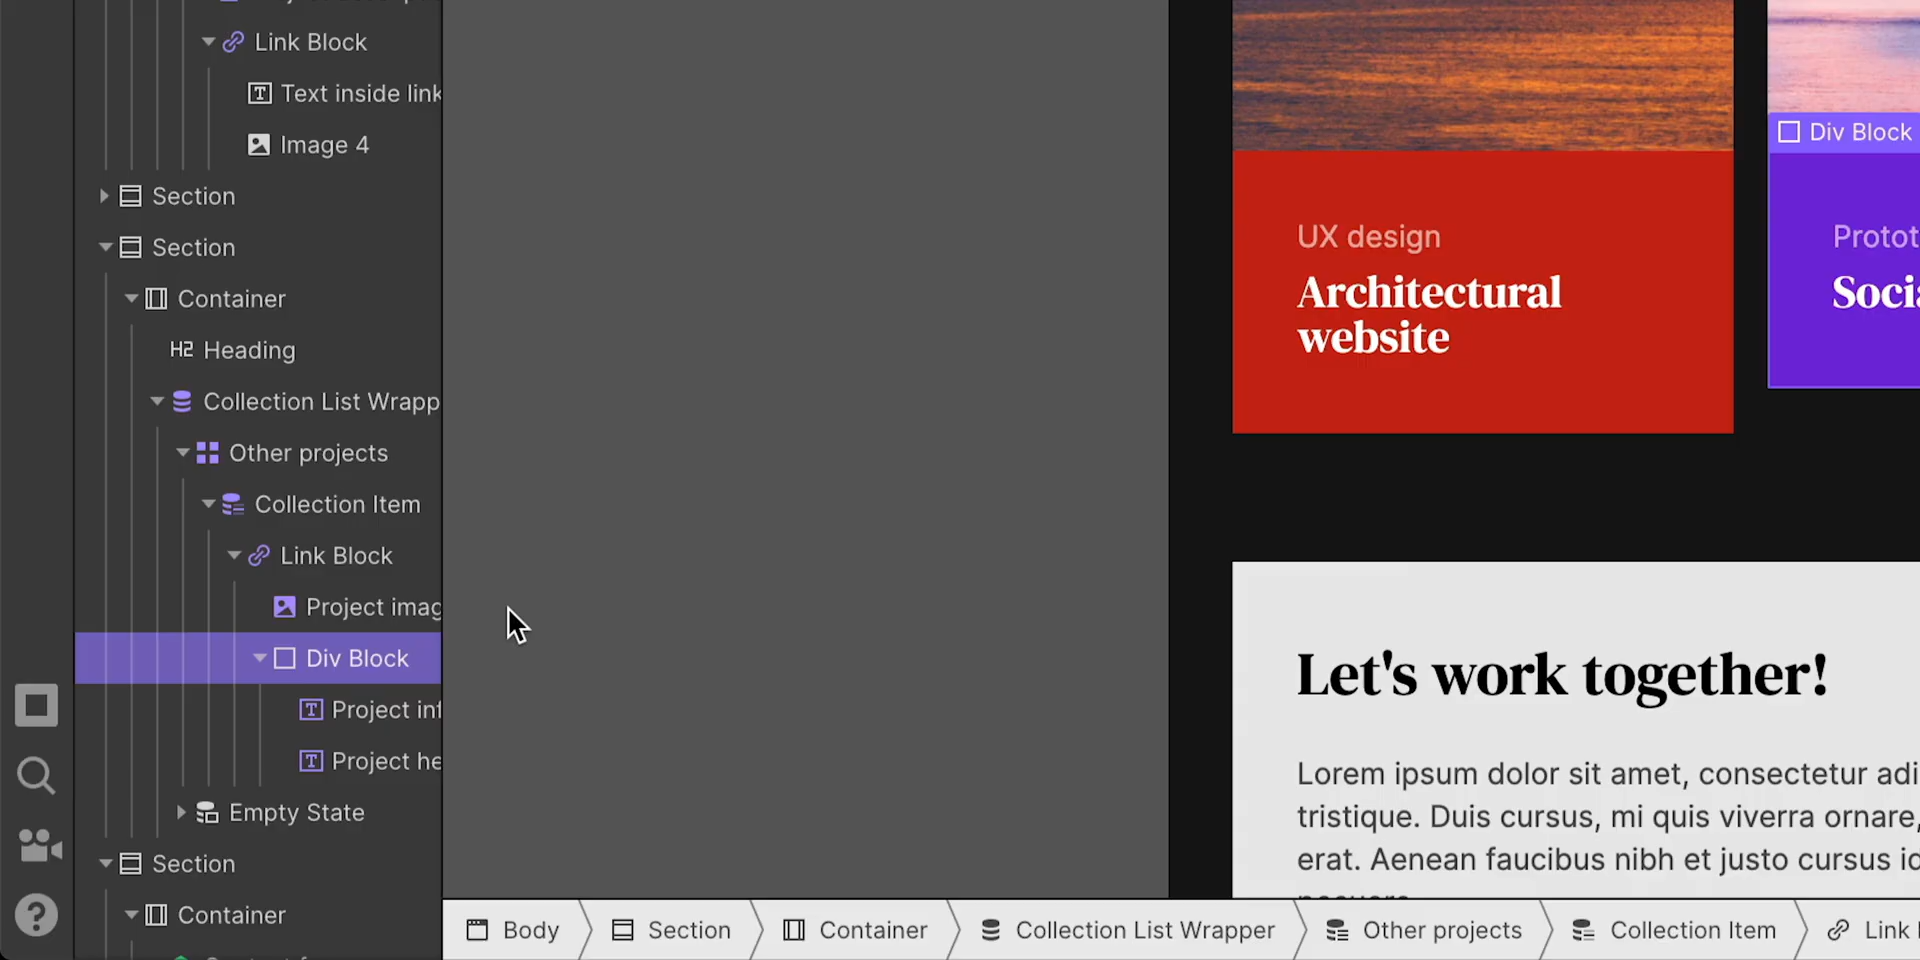 Link Block
Text inside link
Image 4
Section
Section
Container
H2 Heading
Collection List Wrapp
Other projects
Collection Item
Link Block
Project imag
Div Block
Project inf
Project he
Empty State
Section
Container
Div Block
UX design
Architectural
website
Protot
Socia
Let's work together!
Lorem ipsum dolor sit amet, consectetur adi
tristique. Duis cursus, mi quis viverra ornare,
erat. Aenean faucibus nibh et justo cursus id
Body
Section
Container
Collection List Wrapper
Other projects
Collection Item
Link